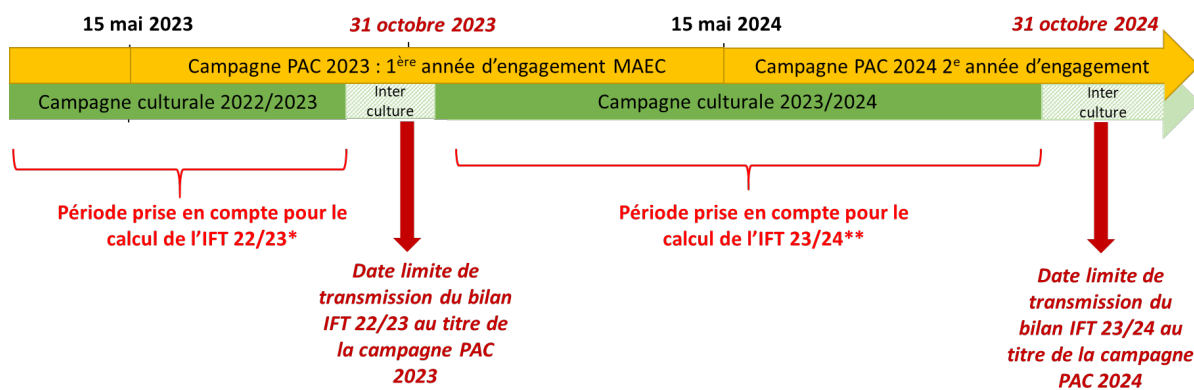 15 mai 2023
31 octobre 2023
15 mai 2024
31 octobre 2024
Campagne PAC 2023 : 1ère année d’engagement MAEC
Campagne PAC 2024 2e année d’engagement
Campagne culturale 2022/2023
Inter
culture
Campagne culturale 2023/2024
Inter
culture
Période prise en compte pour le
calcul de l’IFT 22/23*
Période prise en compte pour le
calcul de l’IFT 23/24**
Date limite de
transmission du bilan
IFT 22/23 au titre de
la campagne PAC
2023
Date limite de
transmission du
bilan IFT 23/24 au
titre de la campagne
PAC 2024